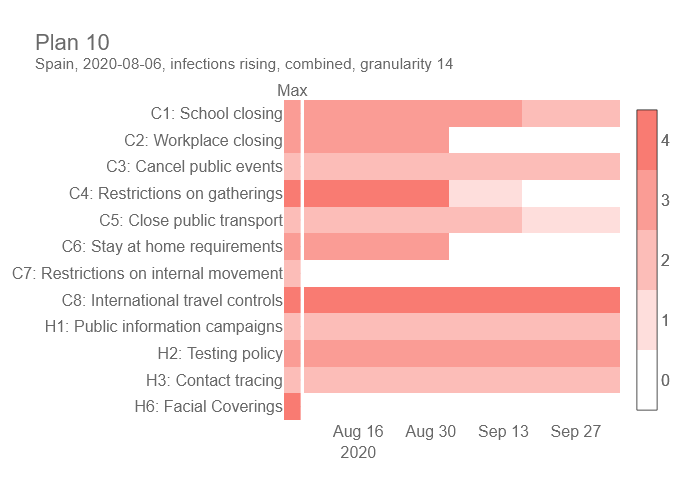 Plan 10
Spain, 2020-08-06, infections rising, combined, granularity 14
Max
C1: School closing
C2: Workplace closing
C3: Cancel public events
C4: Restrictions on gatherings
C5: Close public transport
C6: Stay at home requirements
C7: Restrictions on internal movement
C8: International travel controls
H1: Public information campaigns
H2: Testing policy
H3: Contact tracing
H6: Facial Coverings
Aug 16 Aug 30 Sep 13 Sep 27
2020
4
3
2
1
0